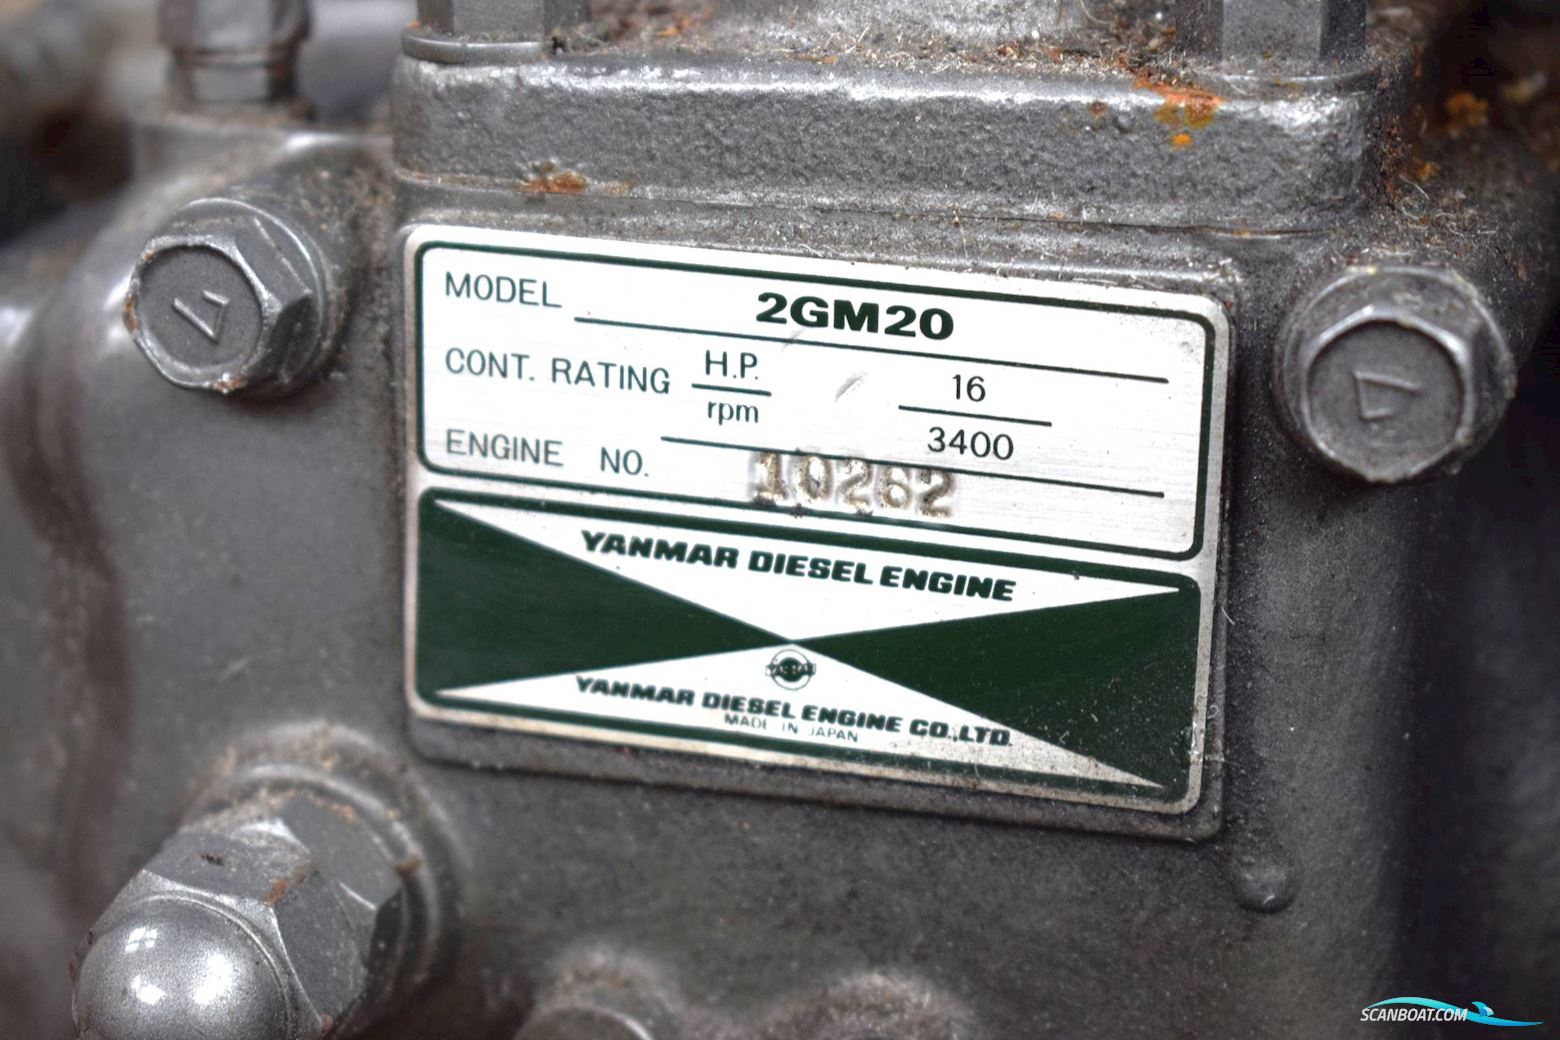 MODEL 2GM20
CONT. RATING H.P. 16
rpm 3400
ENGINE NO. 10262
YANMAR DIESEL ENGINE
YANMAR
YANMAR DIESEL ENGINE CO.,LTD.
MADE IN JAPAN
SCANBOAT.COM